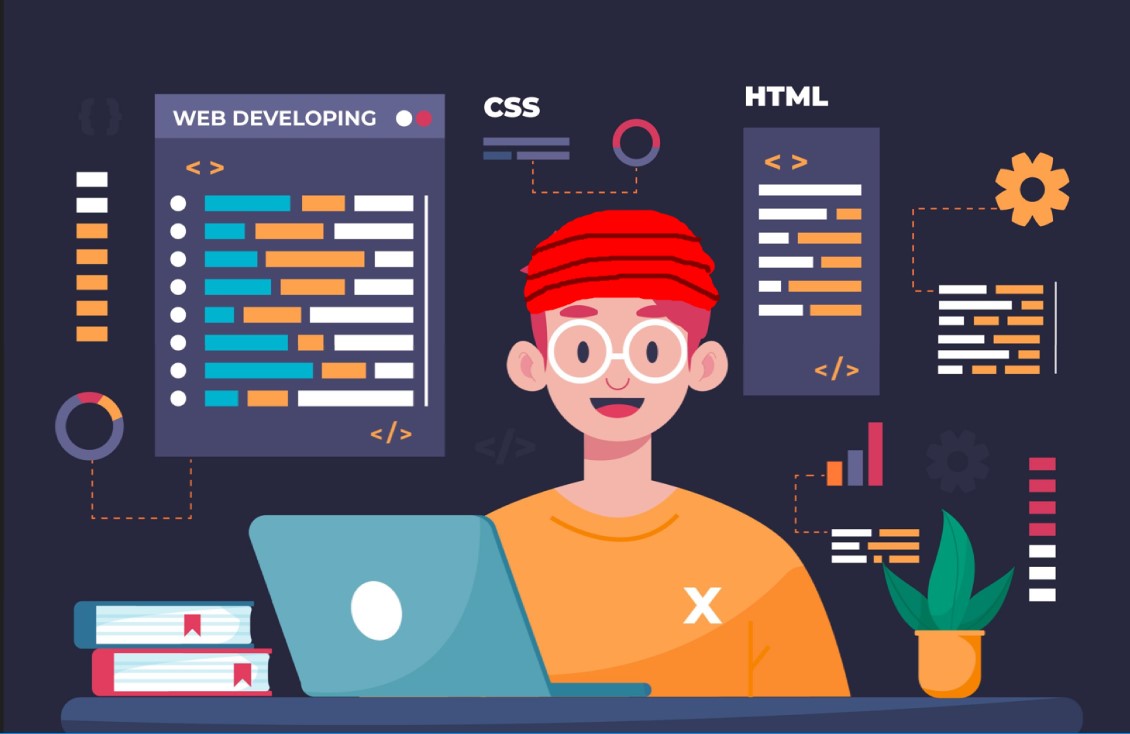 { }
WEB DEVELOPING
< >
</>
CSS
</>
HTML
< >
</>
X